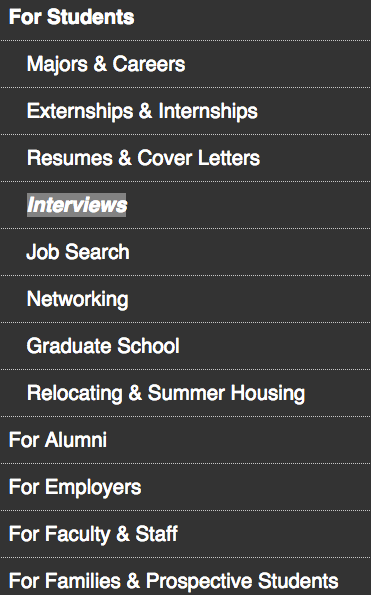 For Students
Majors & Careers
Externships & Internships
Resumes & Cover Letters
Interviews
Job Search
Networking
Graduate School
Relocating & Summer Housing
For Alumni
For Employers
For Faculty & Staff
For Families & Prospective Students